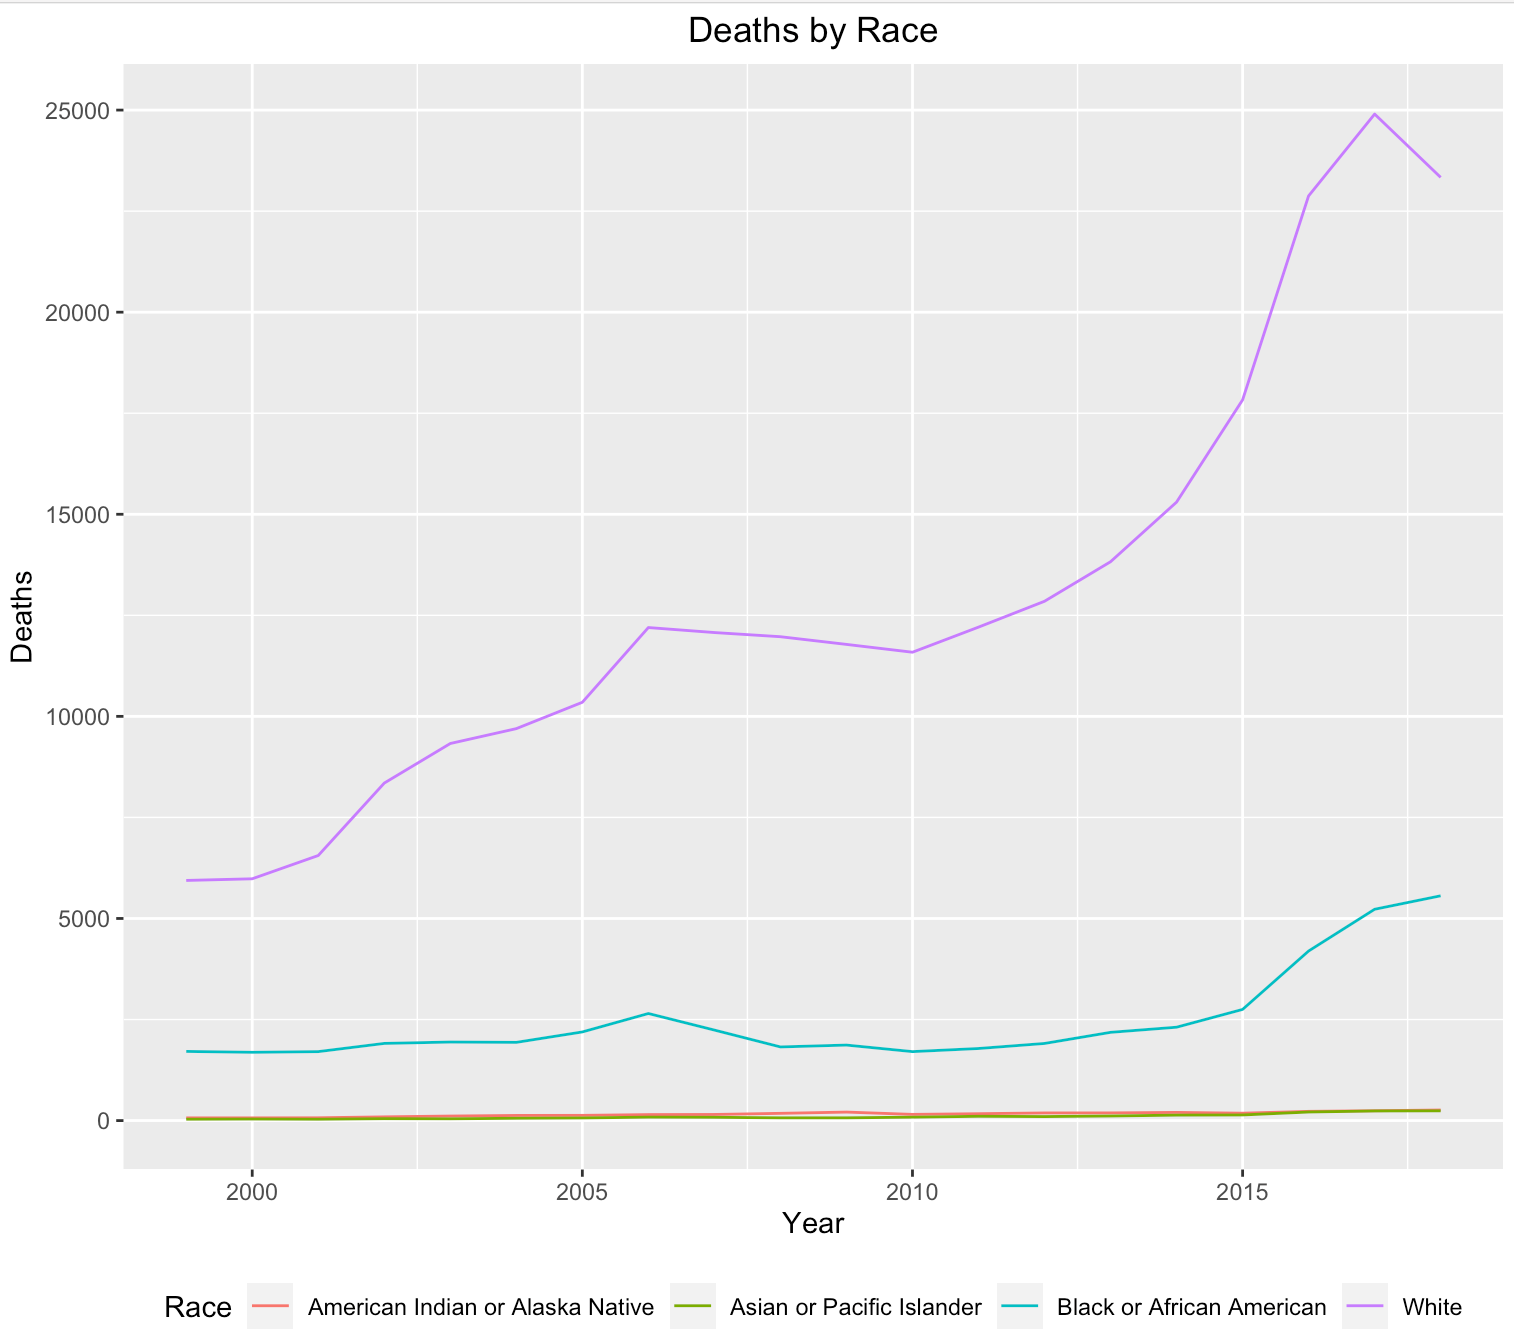 Deaths by Race
25000
20000
15000
10000
5000
0
Deaths
2000 2005 2010 2015
Year
Race American Indian or Alaska Native Asian or Pacific Islander Black or African American White